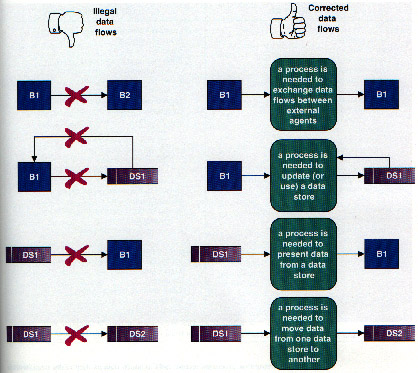 Illegal
data
flows
Corrected
data
flows
B1
B2
B1
a process is
needed to
exchange data
flows between
external
agents
B1
B1
DS1
B1
a process is
needed to
update (or
use) a data
store
DS1
DS1
B1
DS1
a process is
needed to
present data
from a data
store
B1
DS1
DS2
DS1
a process is
needed to
move data
from one data
store to
another
DS2